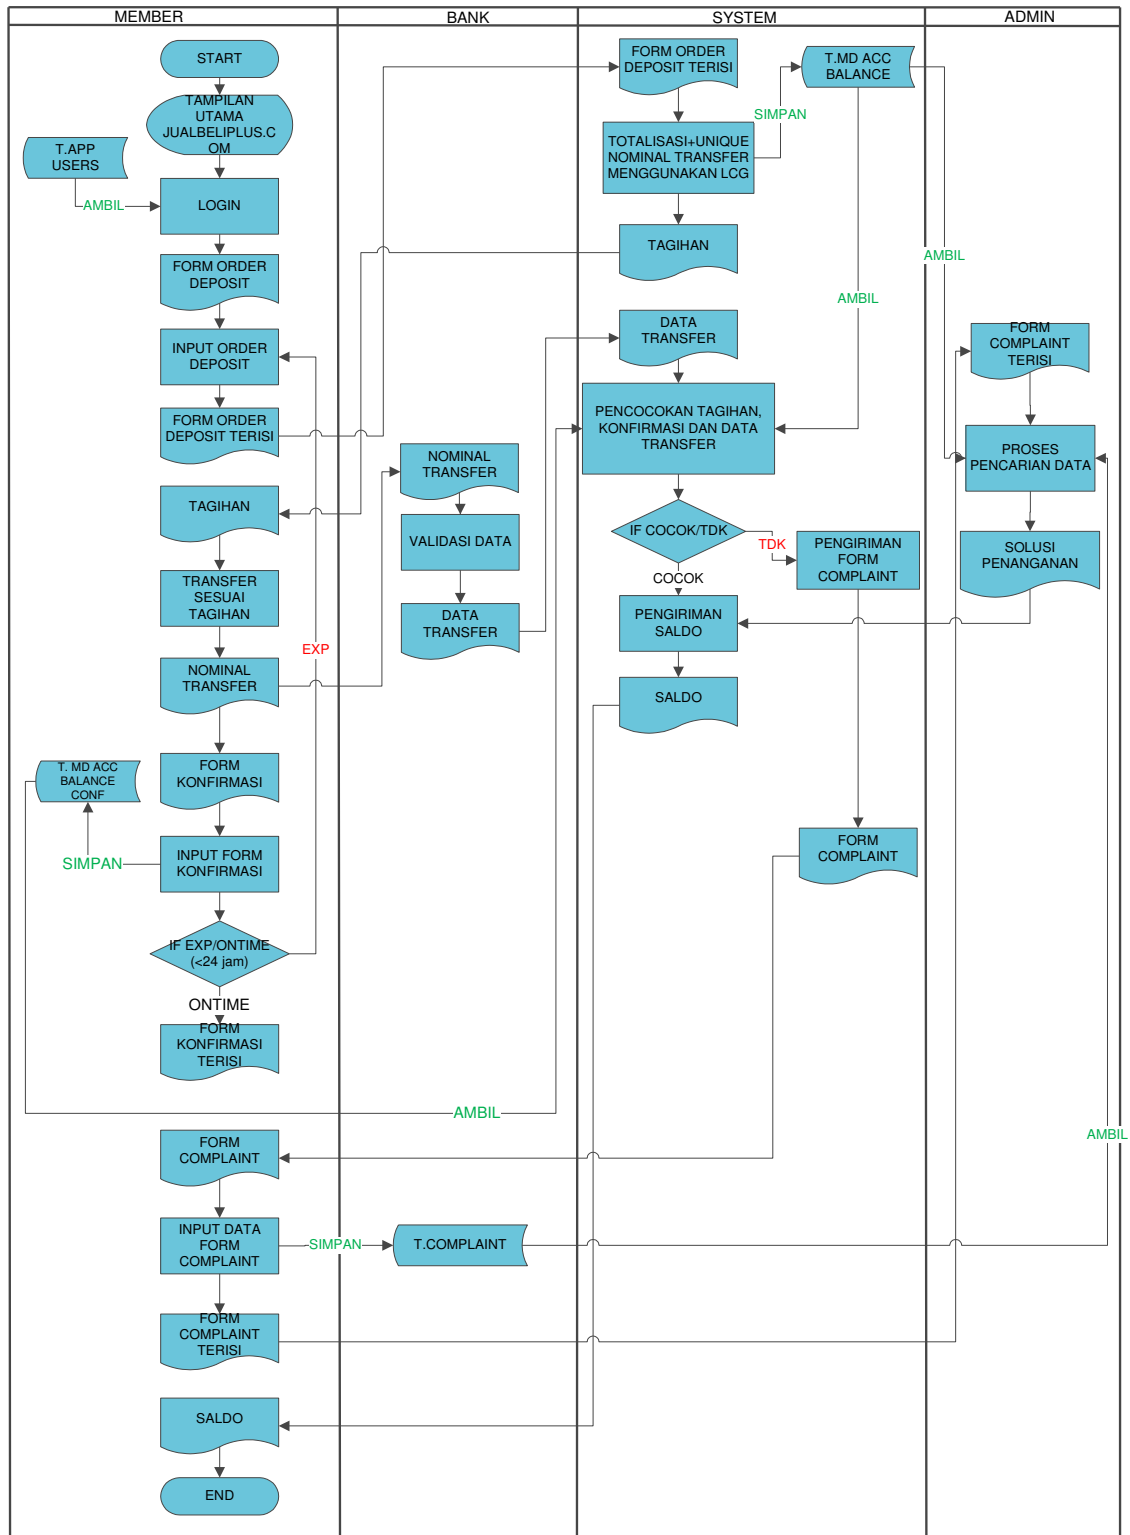 MEMBER
BANK
SYSTEM
ADMIN
START
TAMPILAN
UTAMA
JUALBELIPLUS.C
OM
T.APP
USERS
AMBIL
LOGIN
FORM ORDER
DEPOSIT
INPUT ORDER
DEPOSIT
FORM ORDER
DEPOSIT TERISI
TAGIHAN
TRANSFER
SESUAI
TAGIHAN
NOMINAL
TRANSFER
EXP
FORM
KONFIRMASI
T. MD ACC
BALANCE
CONF
SIMPAN
INPUT FORM
KONFIRMASI
IF EXP/ONTIME
(<24 jam)
ONTIME
FORM
KONFIRMASI
TERISI
AMBIL
FORM
COMPLAINT
INPUT DATA
FORM
COMPLAINT
SIMPAN
T.COMPLAINT
FORM
COMPLAINT
TERISI
SALDO
END
NOMINAL
TRANSFER
VALIDASI DATA
DATA
TRANSFER
FORM ORDER
DEPOSIT TERISI
T.MD ACC
BALANCE
SIMPAN
TOTALISASI+UNIQUE
NOMINAL TRANSFER
MENGGUNAKAN LCG
TAGIHAN
AMBIL
DATA
TRANSFER
PENCOCOKAN TAGIHAN,
KONFIRMASI DAN DATA
TRANSFER
IF COCOK/TDK
TDK
COCOK
PENGIRIMAN
FORM
COMPLAINT
PENGIRIMAN
SALDO
SALDO
FORM
COMPLAINT
AMBIL
FORM
COMPLAINT
TERISI
PROSES
PENCARIAN DATA
SOLUSI
PENANGANAN
AMBIL